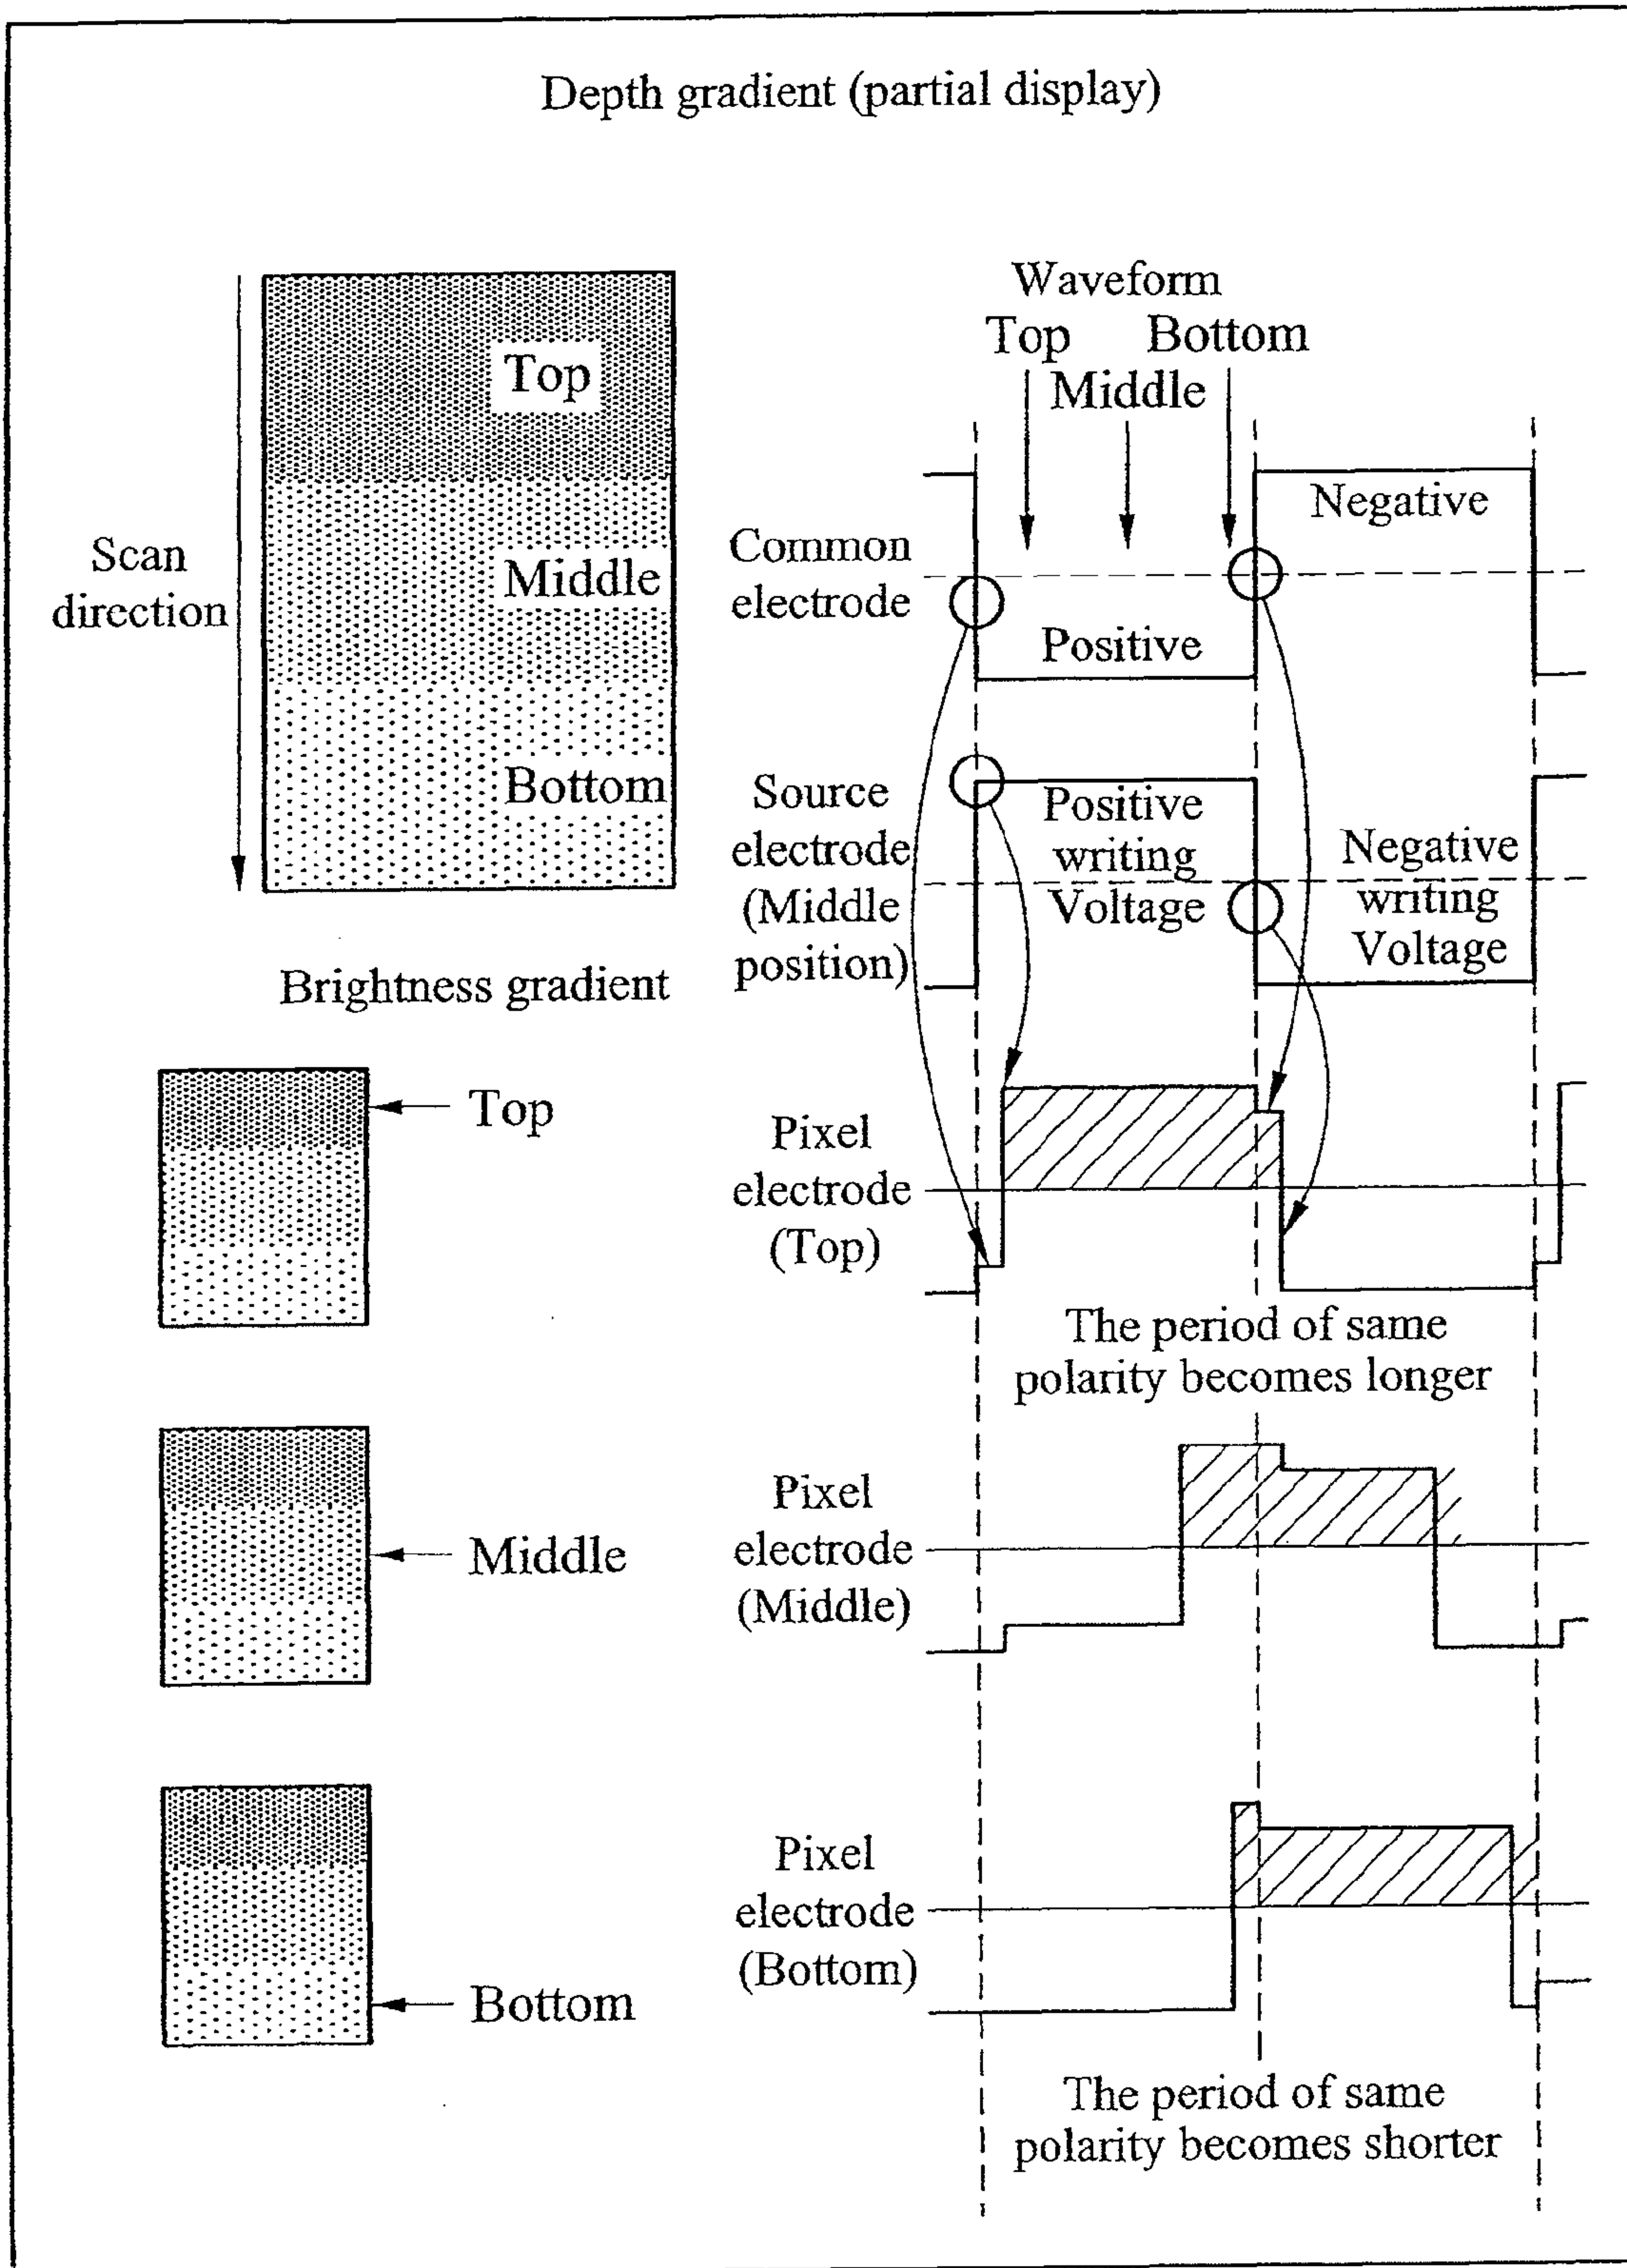 Depth gradient (partial display)
Scan
direction
Top
Middle
Bottom
Brightness gradient
Top
Middle
Bottom
Waveform
Top Bottom
Middle
Common
electrode
Negative
Positive
Source
electrode
(Middle
position)
Positive
writing
Voltage
Negative
writing
Voltage
Pixel
electrode
(Top)
The period of same
polarity becomes longer
Pixel
electrode
(Middle)
Pixel
electrode
(Bottom)
The period of same
polarity becomes shorter